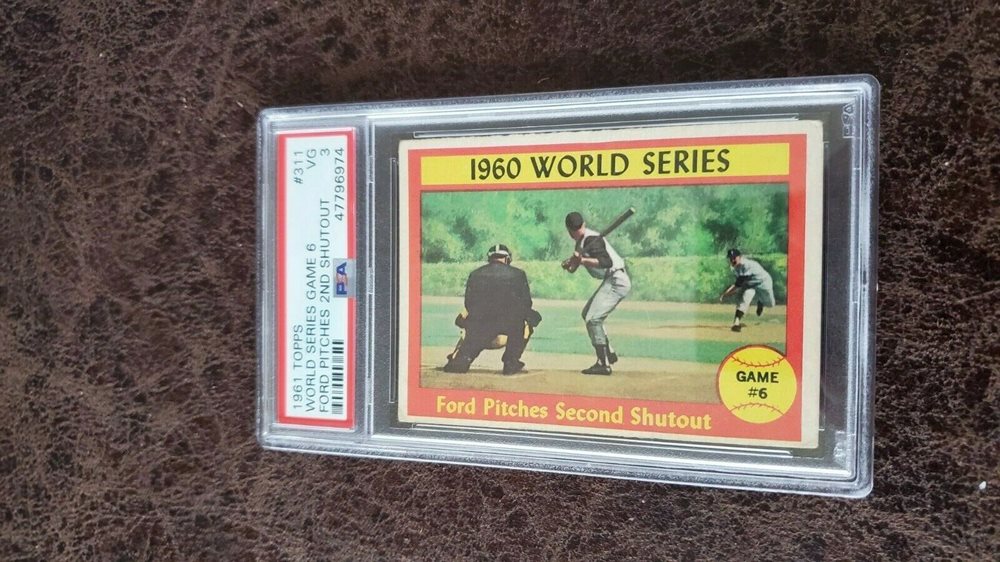 1961 TOPPS #311
WORLD SERIES GAME 6 VG
FORD PITCHES 2ND SHUTOUT 3
PSA 47796974
1960 WORLD SERIES
GAME
#6
Ford Pitches Second Shutout
PSA